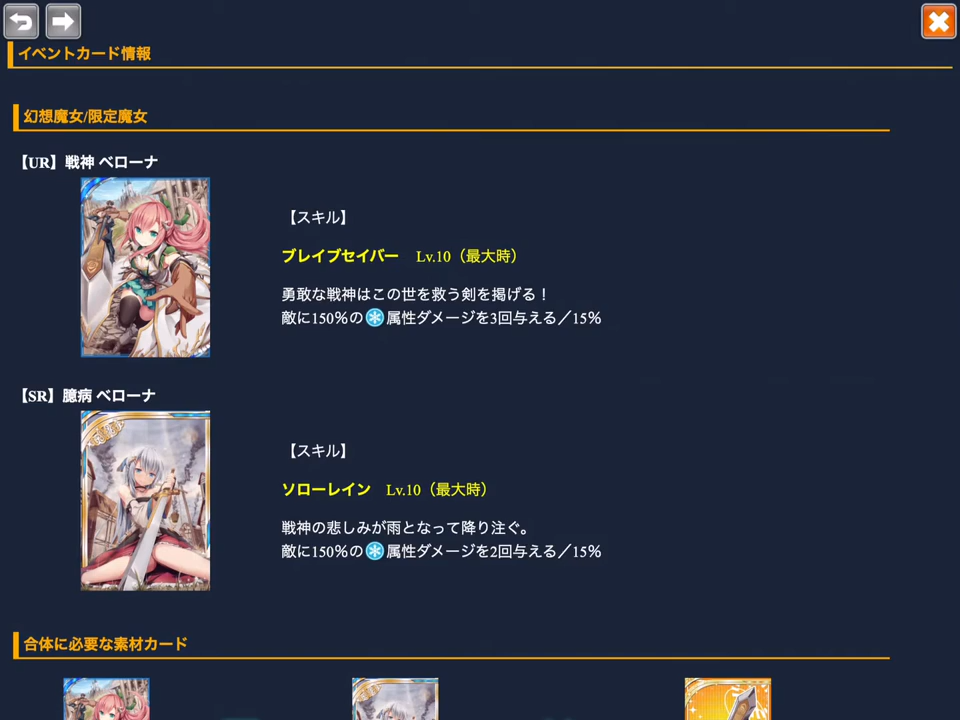 イベントカード情報
幻想魔女/限定魔女
【UR】戦神 ベローナ
【スキル】
ブレイブセイバー　Lv.10（最大時）
勇敢な戦神はこの世を救う剣を掲げる！
敵に150%の属性ダメージを3回与える／15%
【SR】臆病 ベローナ
【スキル】
ソローレイン　Lv.10（最大時）
戦神の悲しみが雨となって降り注ぐ。
敵に150%の属性ダメージを2回与える／15%
合体に必要な素材カード